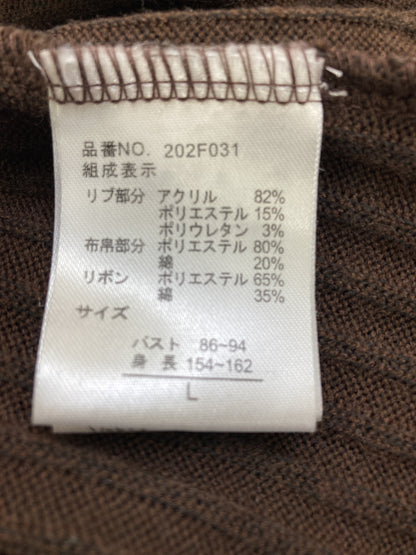 品番NO. 202F031
組成表示
リブ部分 アクリル 82%
ポリエステル 15%
ポリウレタン 3%
布帛部分 ポリエステル 80%
綿 20%
リボン ポリエステル 65%
綿 35%
サイズ
バスト 86~94
身長 154~162
L